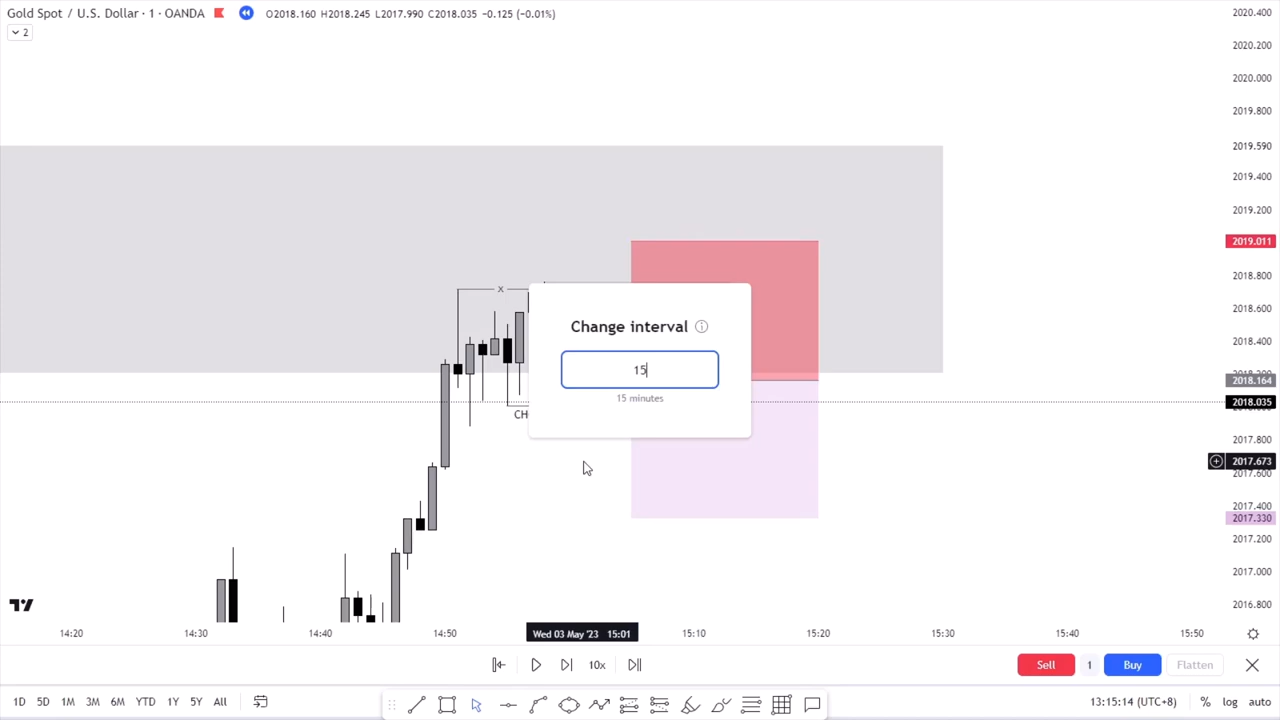 Gold Spot / U.S. Dollar · 1 · OANDA O2018.160 H2018.245 L2017.990 C2018.035 −0.125 (−0.01%)
2
2020.400
2020.200
2020.000
2019.800
2019.590
2019.400
2019.200
2019.011
2018.800
2018.600
2018.400
2018.164
2018.035
2017.800
2017.673
2017.600
2017.400
2017.330
2017.200
2017.000
2016.800
x
CH
Change interval
15
15 minutes
14:20 14:30 14:40 14:50 Wed 03 May '23 15:01 15:10 15:20 15:30 15:40 15:50
10x Sell 1 Buy Flatten
1D 5D 1M 3M 6M YTD 1Y 5Y All 13:15:14 (UTC+8) % log auto